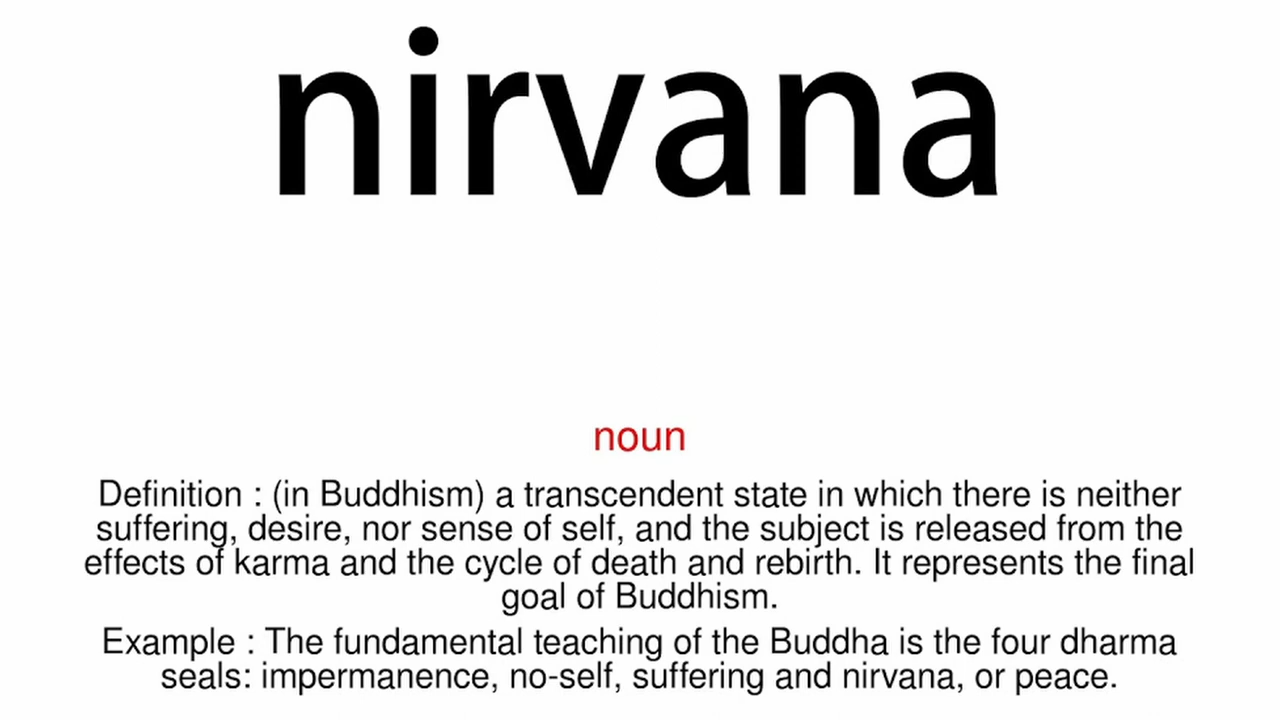 nirvana
noun
Definition : (in Buddhism) a transcendent state in which there is neither
suffering, desire, nor sense of self, and the subject is released from the
effects of karma and the cycle of death and rebirth. It represents the final
goal of Buddhism.
Example : The fundamental teaching of the Buddha is the four dharma
seals: impermanence, no-self, suffering and nirvana, or peace.